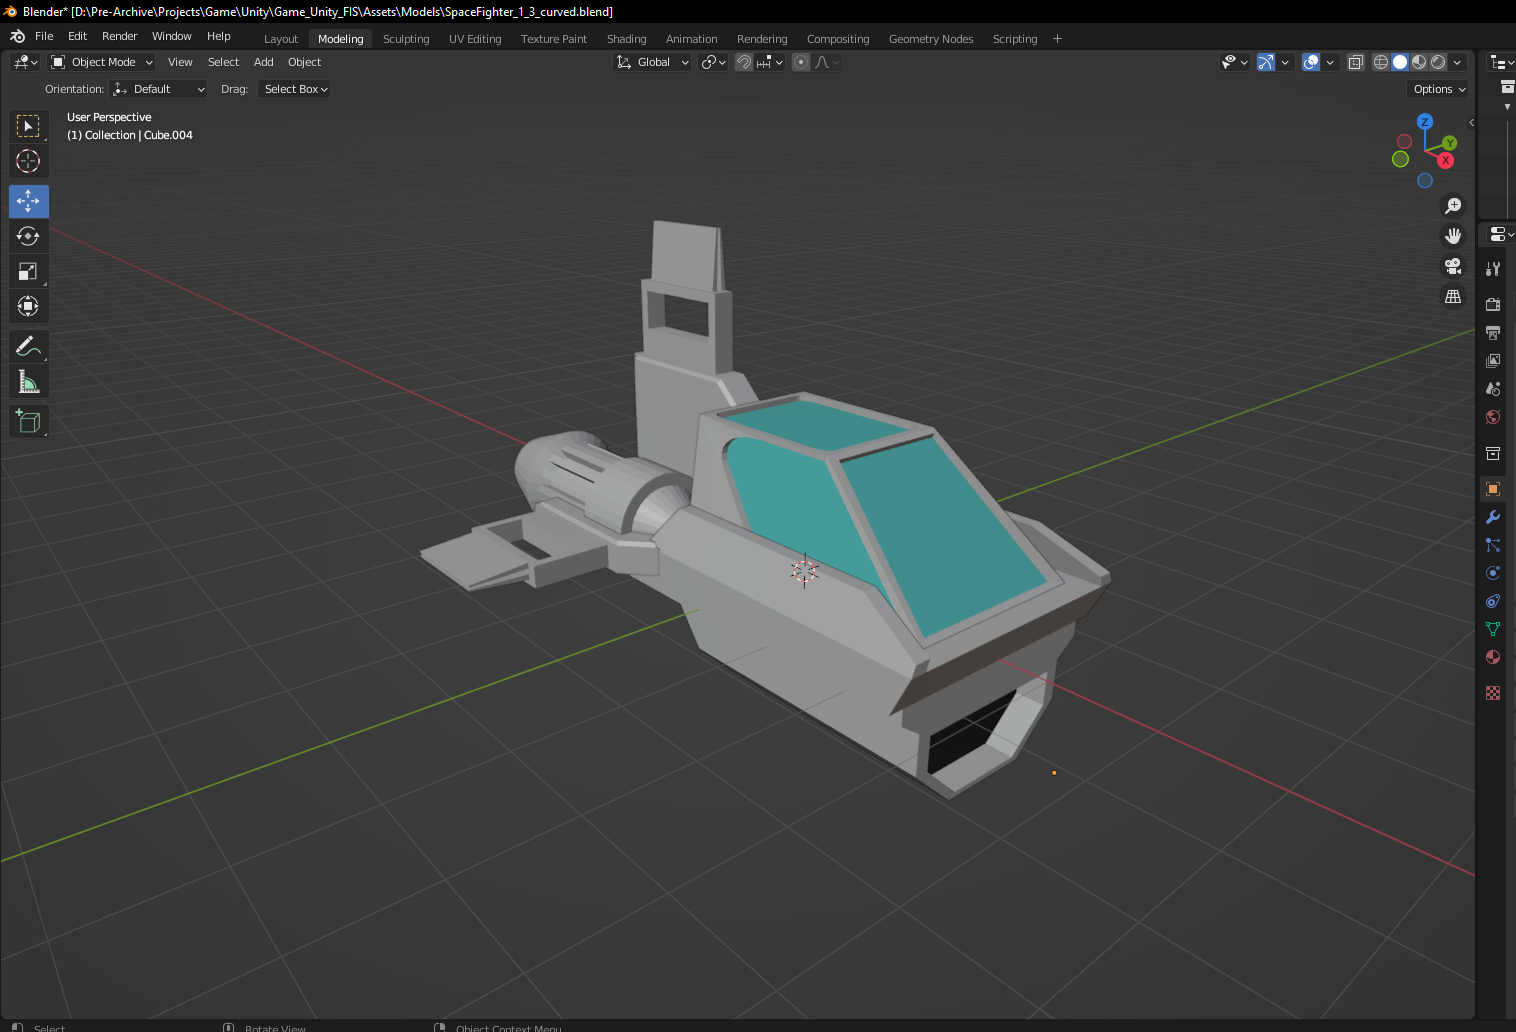 Blender* [D:\Pre-Archive\Projects\Game\Unity\Game_Unity_FIS\Assets\Models\SpaceFighter_1_3_curved.blend]
File Edit Render Window Help Layout Modeling Sculpting UV Editing Texture Paint Shading Animation Rendering Compositing Geometry Nodes Scripting +
Object Mode View Select Add Object Global
Orientation: Default Drag: Select Box Options
User Perspective
(1) Collection | Cube.004
Z
Y
X
Select Rotate View Object Context Menu